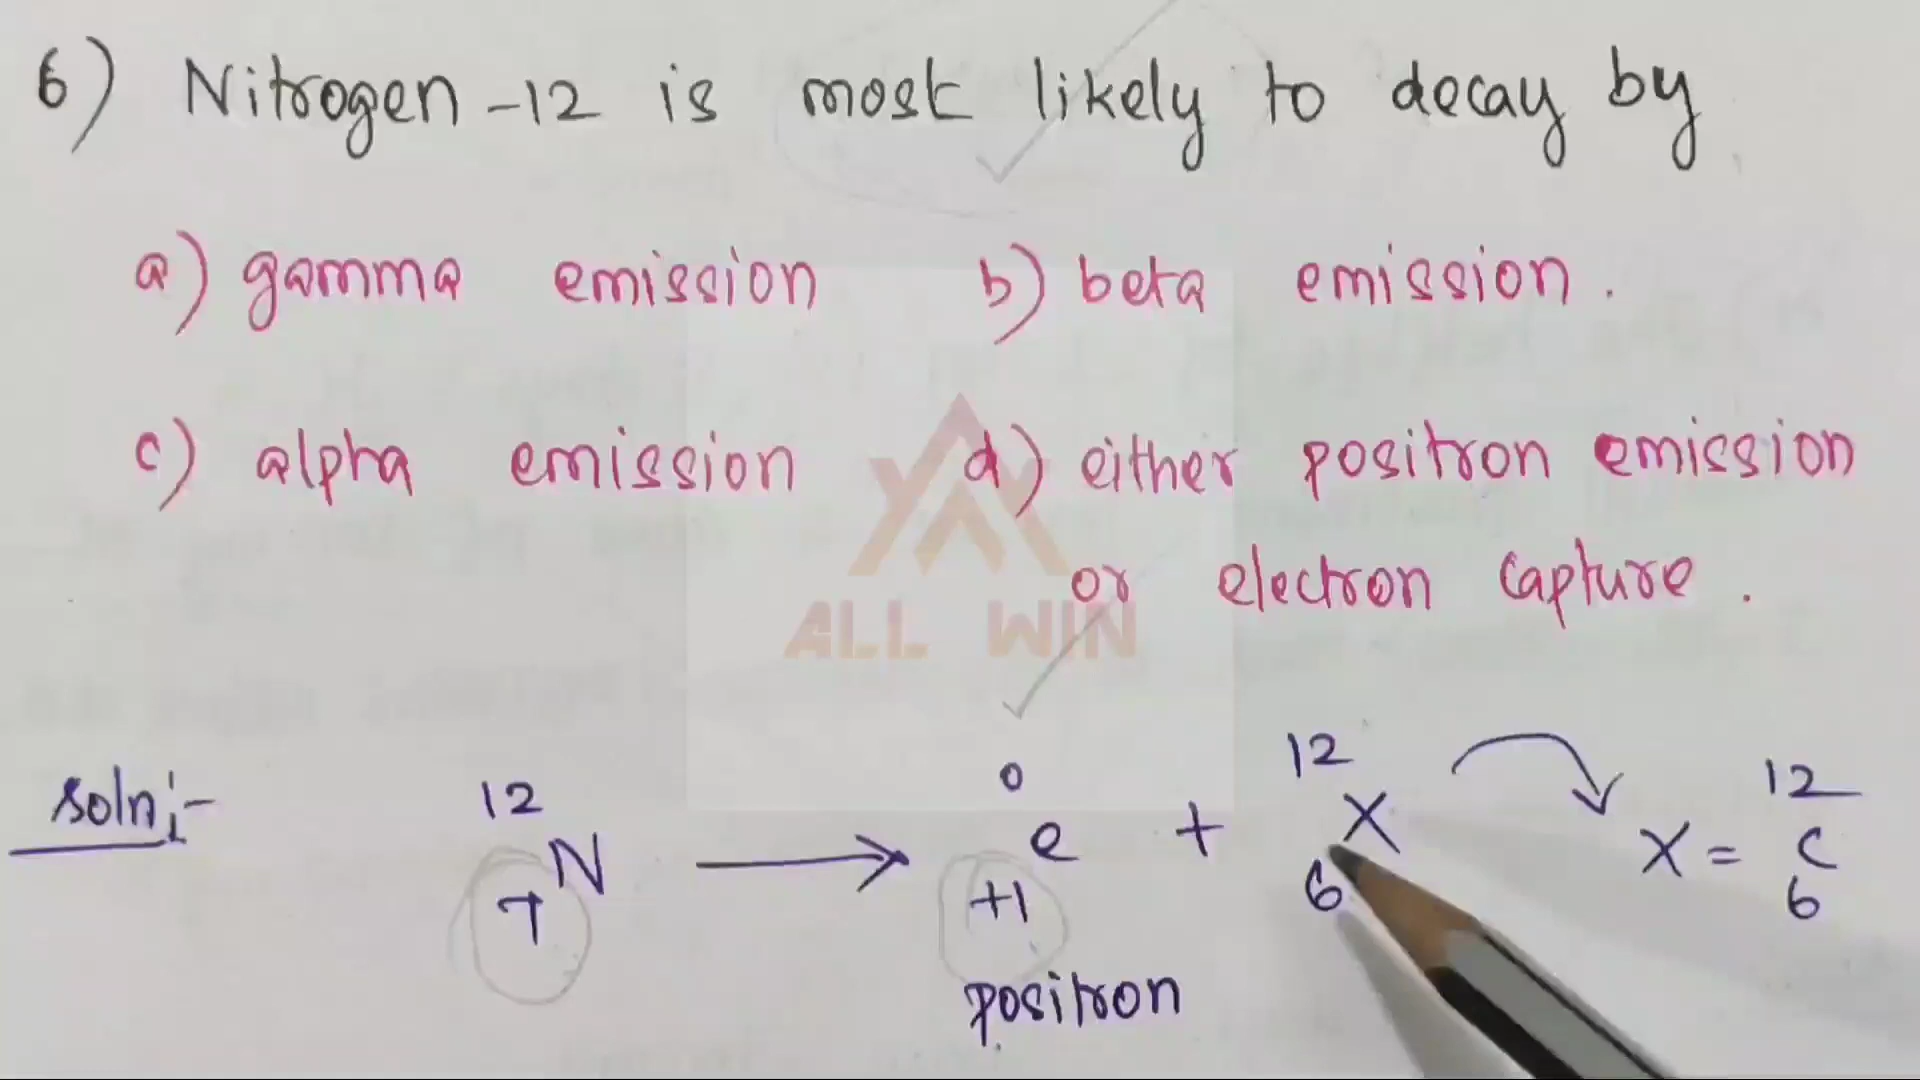 6) Nitrogen -12 is most likely to decay by
a) gamma emission b) beta emission.
c) alpha emission d) either positron emission
or electron capture.
ALL WIN
soln:-
12 0 12 12
N → e + X X = C
7 +1 6 6
positron